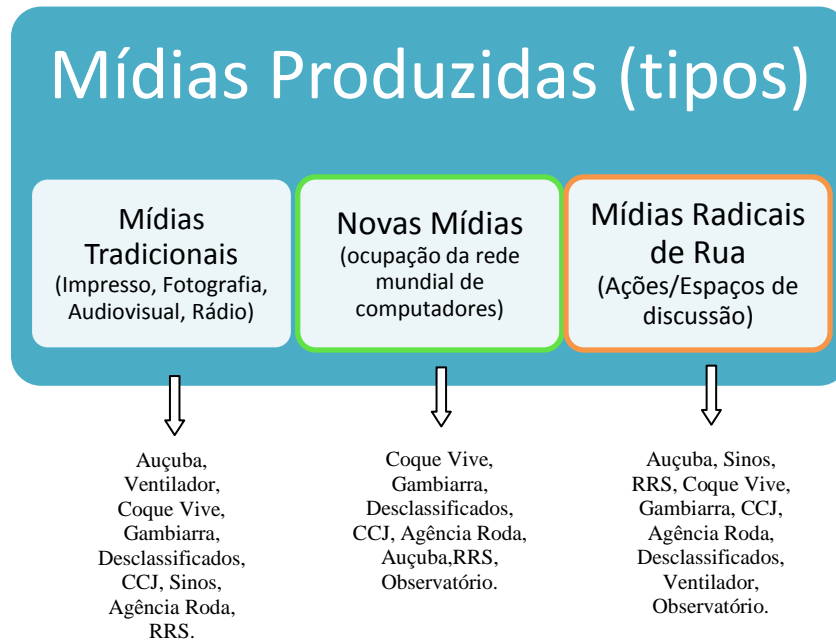 Mídias Produzidas (tipos)
Mídias
Tradicionais
(Impresso, Fotografia,
Audiovisual, Rádio)
Novas Mídias
(ocupação da rede
mundial de
computadores)
Mídias Radicais
de Rua
(Ações/Espaços de
discussão)
Auçuba,
Ventilador,
Coque Vive,
Gambiarra,
Desclassificados,
CCJ, Sinos,
Agência Roda,
RRS.
Coque Vive,
Gambiarra,
Desclassificados,
CCJ, Agência Roda,
Auçuba,RRS,
Observatório.
Auçuba, Sinos,
RRS, Coque Vive,
Gambiarra, CCJ,
Agência Roda,
Desclassificados,
Ventilador,
Observatório.